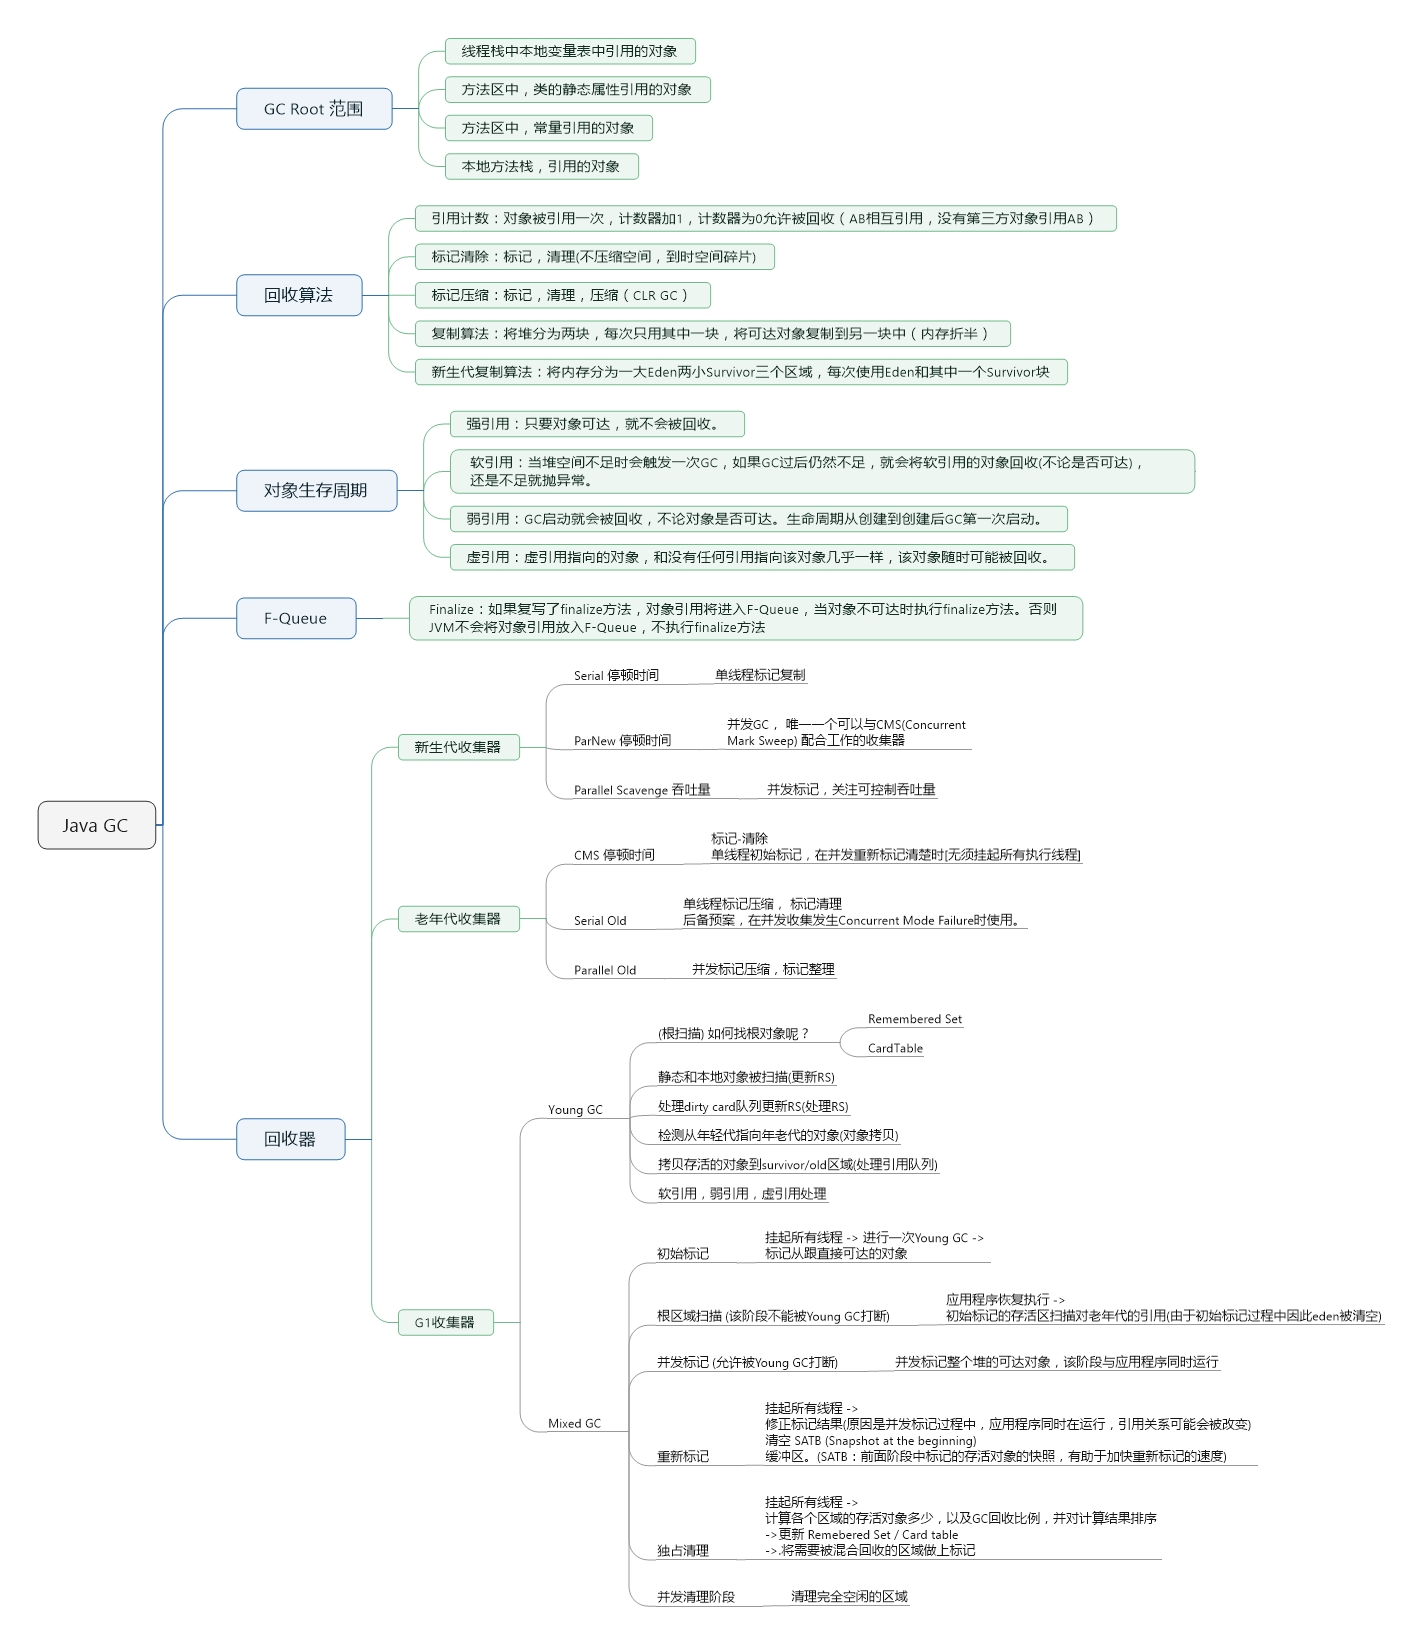 Java GC
GC Root 范围
线程栈中本地变量表中引用的对象
方法区中，类的静态属性引用的对象
方法区中，常量引用的对象
本地方法栈，引用的对象
回收算法
引用计数：对象被引用一次，计数器加1，计数器为0允许被回收（AB相互引用，没有第三方对象引用AB）
标记清除：标记，清理(不压缩空间，到时空间碎片)
标记压缩：标记，清理，压缩（CLR GC）
复制算法：将堆分为两块，每次只用其中一块，将可达对象复制到另一块中（内存折半）
新生代复制算法：将内存分为一大Eden两小Survivor三个区域，每次使用Eden和其中一个Survivor块
对象生存周期
强引用：只要对象可达，就不会被回收。
软引用：当堆空间不足时会触发一次GC，如果GC过后仍然不足，就会将软引用的对象回收(不论是否可达)，
还是不足就抛异常。
弱引用：GC启动就会被回收，不论对象是否可达。生命周期从创建到创建后GC第一次启动。
虚引用：虚引用指向的对象，和没有任何引用指向该对象几乎一样，该对象随时可能被回收。
F-Queue
Finalize：如果复写了finalize方法，对象引用将进入F-Queue，当对象不可达时执行finalize方法。否则
JVM不会将对象引用放入F-Queue，不执行finalize方法
回收器
新生代收集器
Serial 停顿时间
单线程标记复制
ParNew 停顿时间
并发GC， 唯一一个可以与CMS(Concurrent
Mark Sweep) 配合工作的收集器
Parallel Scavenge 吞吐量
并发标记，关注可控制吞吐量
老年代收集器
CMS 停顿时间
标记-清除
单线程初始标记，在并发重新标记清楚时[无须挂起所有执行线程]
Serial Old
单线程标记压缩， 标记清理
后备预案，在并发收集发生Concurrent Mode Failure时使用。
Parallel Old
并发标记压缩，标记整理
G1收集器
Young GC
(根扫描) 如何找根对象呢？
Remembered Set
CardTable
静态和本地对象被扫描(更新RS)
处理dirty card队列更新RS(处理RS)
检测从年轻代指向年老代的对象(对象拷贝)
拷贝存活的对象到survivor/old区域(处理引用队列)
软引用，弱引用，虚引用处理
Mixed GC
初始标记
挂起所有线程 -> 进行一次Young GC ->
标记从跟直接可达的对象
根区域扫描 (该阶段不能被Young GC打断)
应用程序恢复执行 ->
初始标记的存活区扫描对老年代的引用(由于初始标记过程中因此eden被清空)
并发标记 (允许被Young GC打断)
并发标记整个堆的可达对象，该阶段与应用程序同时运行
重新标记
挂起所有线程 ->
修正标记结果(原因是并发标记过程中，应用程序同时在运行，引用关系可能会被改变)
清空 SATB (Snapshot at the beginning)
缓冲区。(SATB：前面阶段中标记的存活对象的快照，有助于加快重新标记的速度)
独占清理
挂起所有线程 ->
计算各个区域的存活对象多少，以及GC回收比例，并对计算结果排序
->更新 Remebered Set / Card table
->.将需要被混合回收的区域做上标记
并发清理阶段
清理完全空闲的区域